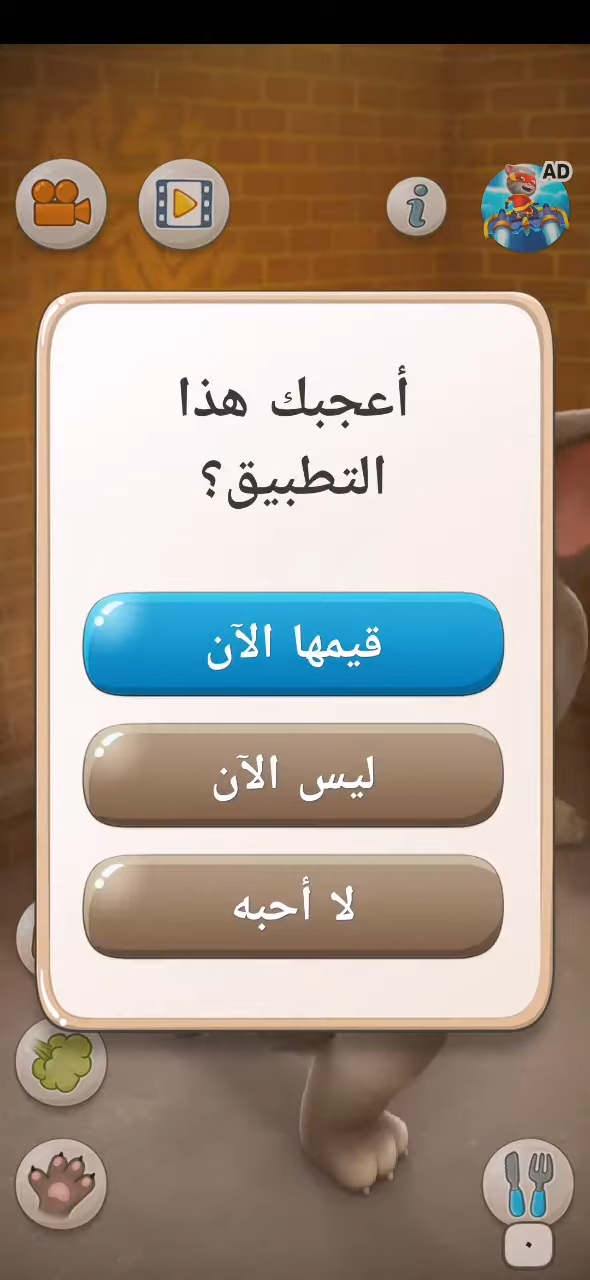 AD
أعجبك هذا
التطبيق؟
قيمها الآن
ليس الآن
لا أحبه
٠